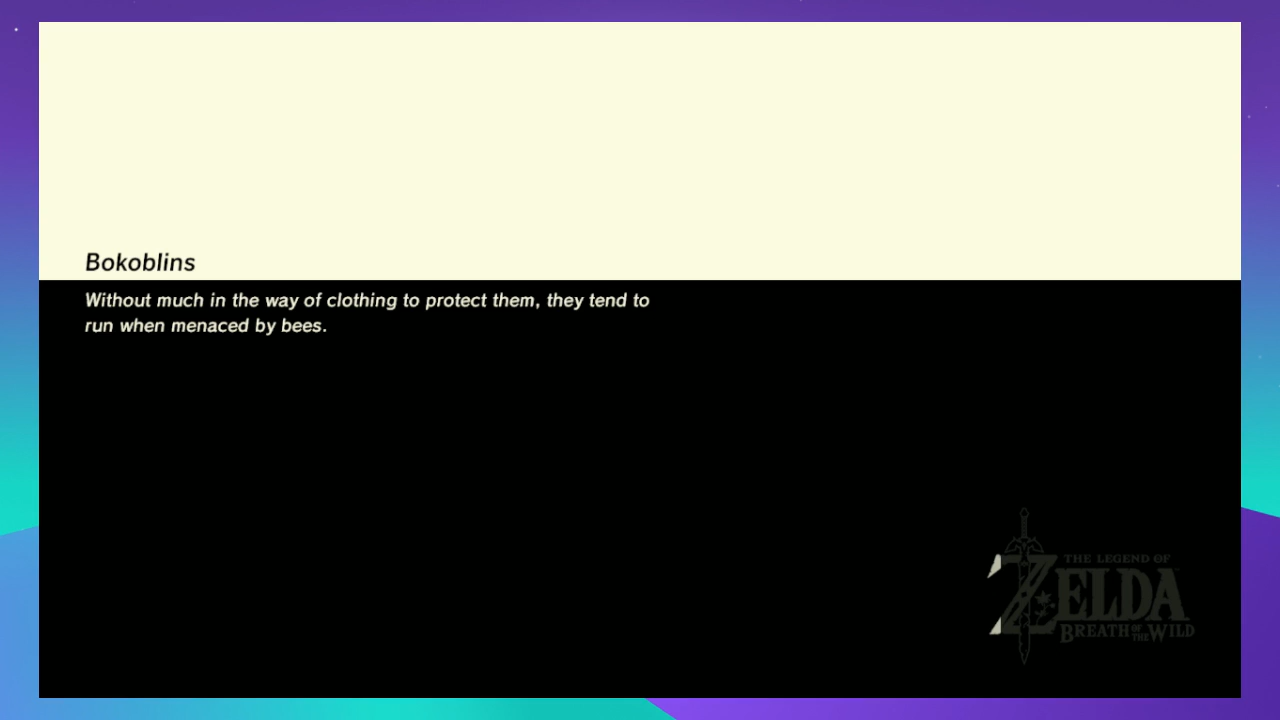 Bokoblins
Without much in the way of clothing to protect them, they tend to
run when menaced by bees.
THE LEGEND OF
ZELDA
BREATH OF THE WILD